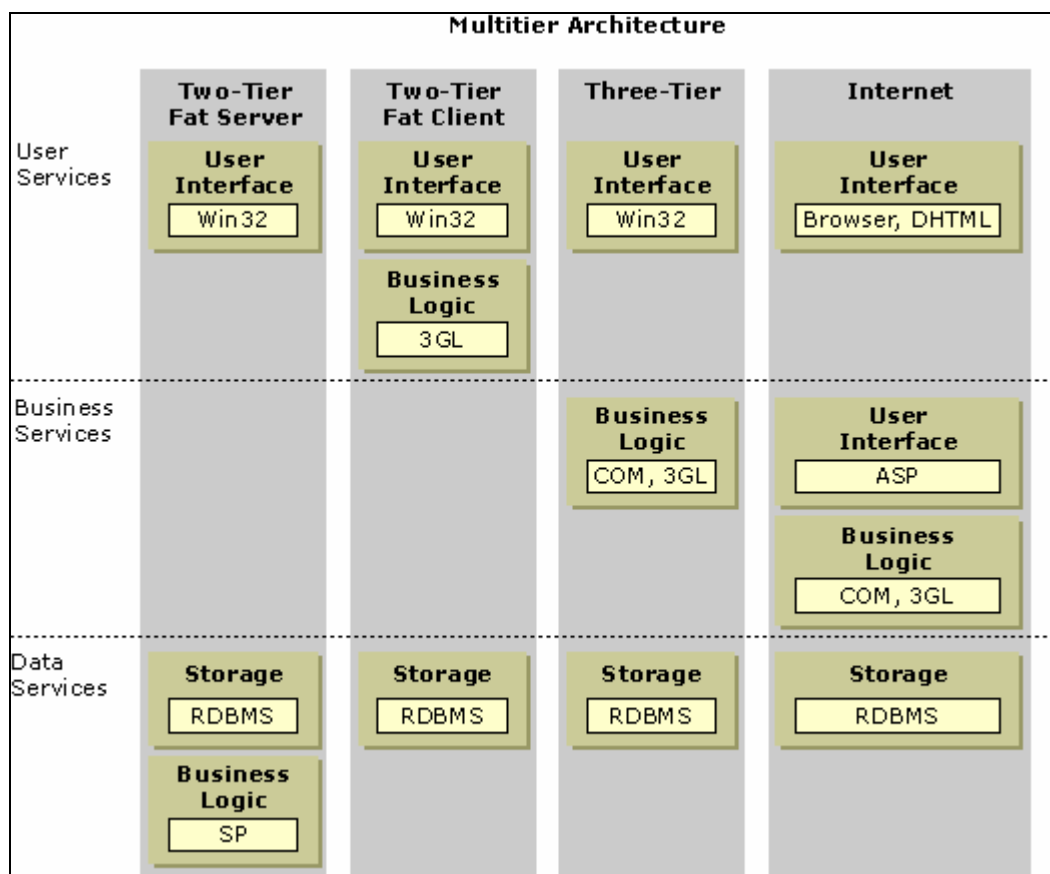 Multitier Architecture
Two-Tier
Fat Server
Two-Tier
Fat Client
Three-Tier
Internet
User
Services
User
Interface
Win32
User
Interface
Win32
User
Interface
Win32
User
Interface
Browser, DHTML
Business
Logic
3GL
Business
Services
Business
Logic
COM, 3GL
User
Interface
ASP
Business
Logic
COM, 3GL
Data
Services
Storage
RDBMS
Storage
RDBMS
Storage
RDBMS
Storage
RDBMS
Business
Logic
SP